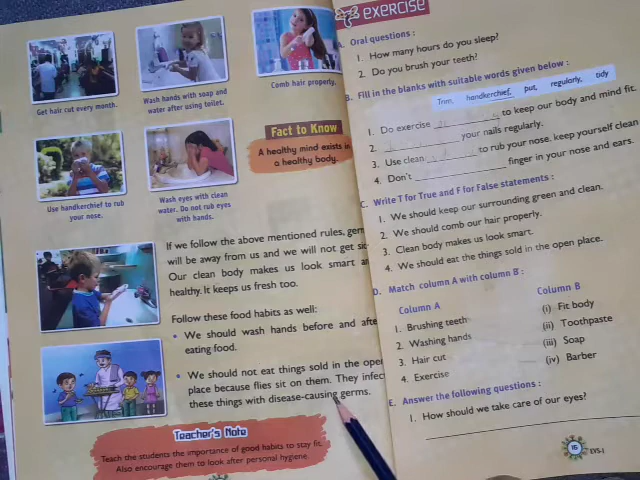 Get hair cut every month.
Wash hands with soap and
water after using toilet.
Comb hair properly.
Use handkerchief to rub
your nose.
Wash eyes with clean
water. Do not rub eyes
with hands.
Fact to Know
A healthy mind exists in
a healthy body.
If we follow the above mentioned rules,
will be away from us and we will not get
Our clean body makes us look smart
healthy. It keeps us fresh too.
Follow these food habits as well:
• We should wash hands before and
eating food.
• We should not eat things sold in the
place because flies sit on them. They
these things with disease-causing germs.
Teacher's Note
Teach the students the importance of good habits to stay fit.
Also encourage them to look after personal hygiene.
exercise
A. Oral questions :
1. How many hours do you sleep?
2. Do you brush your teeth?
B. Fill in the blanks with suitable words given below :
Trim, handkerchief, put, regularly, tidy
1. Do exercise ________ to keep our body and mind fit.
2. ________ your nails regularly.
3. Use clean ________ to rub your nose. keep yourself clean
4. Don't ________ finger in your nose and ears.
C. Write T for True and F for False statements :
1. We should keep our surrounding green and clean.
2. We should comb our hair properly.
3. Clean body makes us look smart.
4. We should eat the things sold in the open place.
D. Match column A with column B :
Column A Column B
1. Brushing teeth (i) Fit body
2. Washing hands (ii) Toothpaste
3. Hair cut (iii) Soap
4. Exercise (iv) Barber
E. Answer the following questions :
1. How should we take care of our eyes?
15
EVS-1